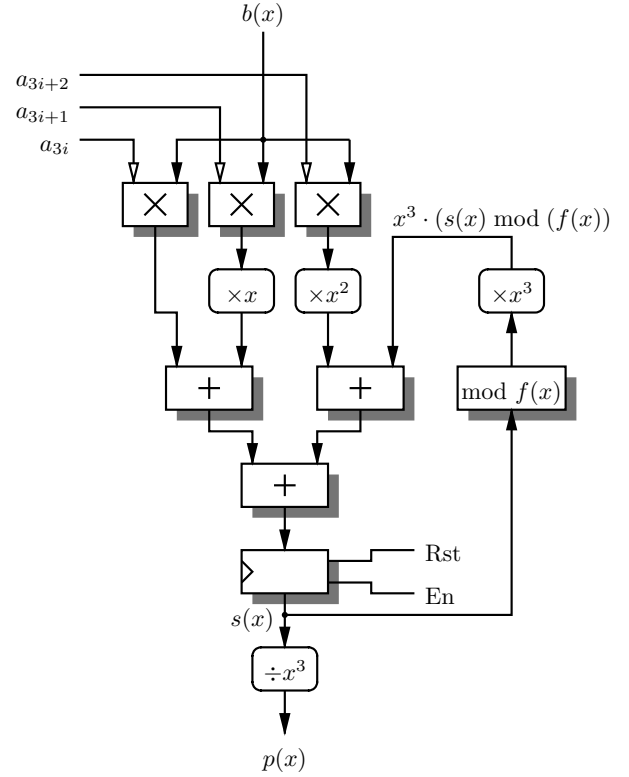 b(x)
a_{3i+2}
a_{3i+1}
a_{3i}
× × ×
x^3 · (s(x) mod (f(x))
×x ×x^2 ×x^3
+ + mod f(x)
+
Rst
En
s(x)
÷x^3
p(x)